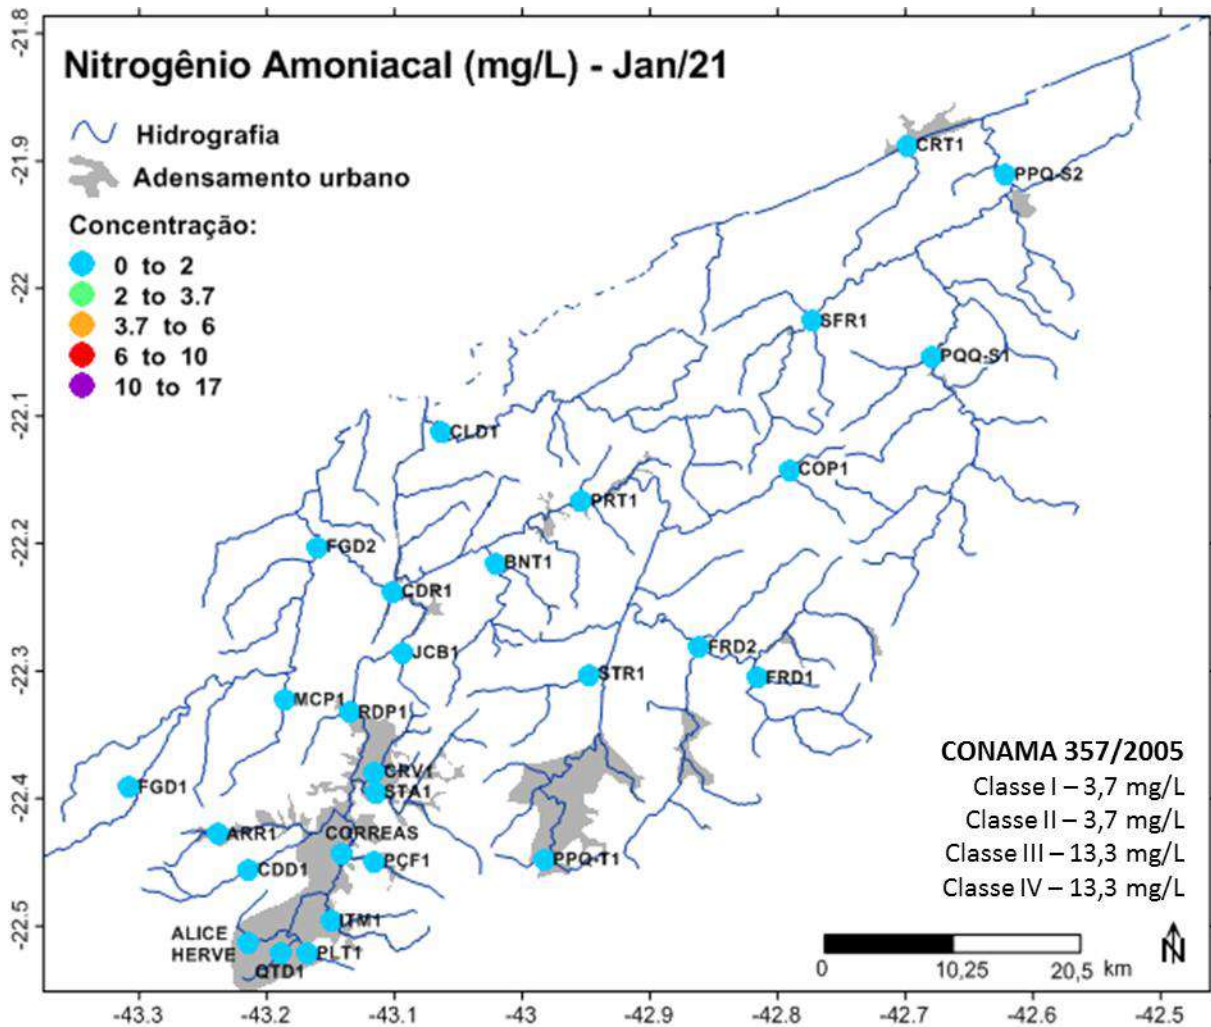 Nitrogênio Amoniacal (mg/L) - Jan/21
Hidrografia
Adensamento urbano
Concentração:
0 to 2
2 to 3.7
3.7 to 6
6 to 10
10 to 17
CRT1
PPQ-S2
SFR1
PQQ-S1
CLD1
COP1
PRT1
FGD2
BNT1
CDR1
JCB1
FRD2
STR1
FRD1
MCP1
RDP1
CRV1
FGD1
STA1
ARR1
CORREAS
CDD1
PÇF1
PPQ-T1
ITM1
ALICE
HERVE
PLT1
QTD1
CONAMA 357/2005
Classe I – 3,7 mg/L
Classe II – 3,7 mg/L
Classe III – 13,3 mg/L
Classe IV – 13,3 mg/L
N
0 10,25 20,5 km
-21.8
-21.9
-22
-22.1
-22.2
-22.3
-22.4
-22.5
-43.3 -43.2 -43.1 -43 -42.9 -42.8 -42.7 -42.6 -42.5